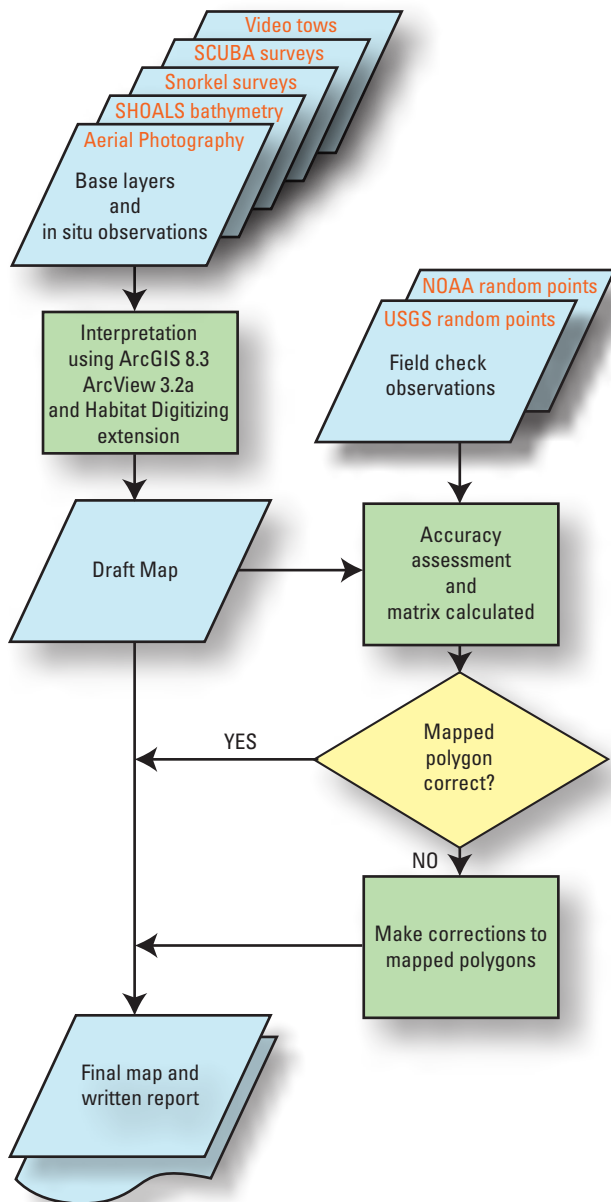 Video tows
SCUBA surveys
Snorkel surveys
SHOALS bathymetry
Aerial Photography
Base layers
and
in situ observations
Interpretation
using ArcGIS 8.3
ArcView 3.2a
and Habitat Digitizing
extension
NOAA random points
USGS random points
Field check
observations
Draft Map
Accuracy
assessment
and
matrix calculated
Mapped
polygon
correct?
YES
NO
Make corrections to
mapped polygons
Final map and
written report